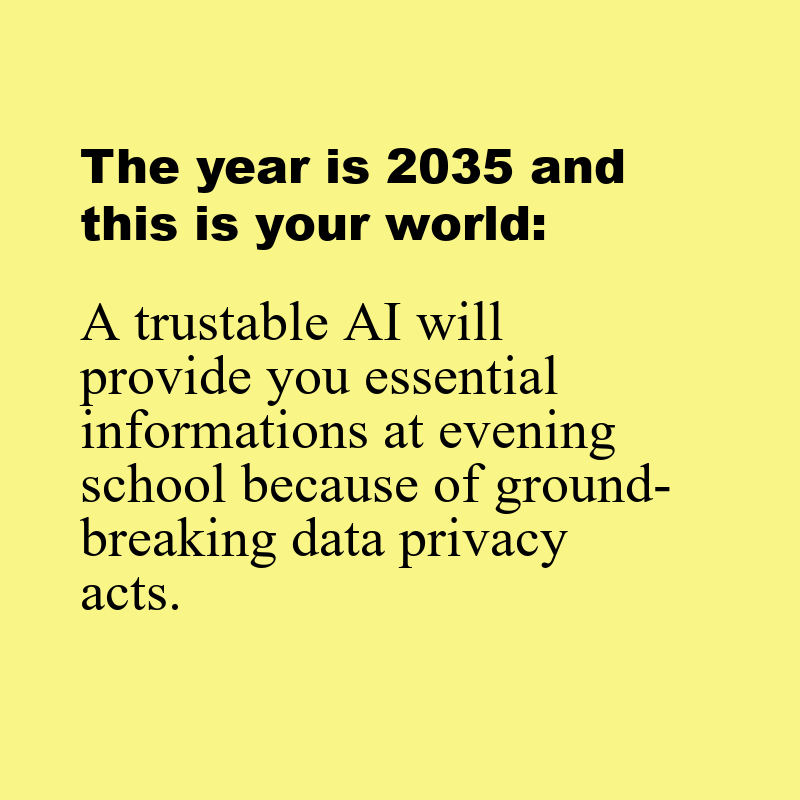 The year is 2035 and
this is your world:
A trustable AI will
provide you essential
informations at evening
school because of ground-
breaking data privacy
acts.